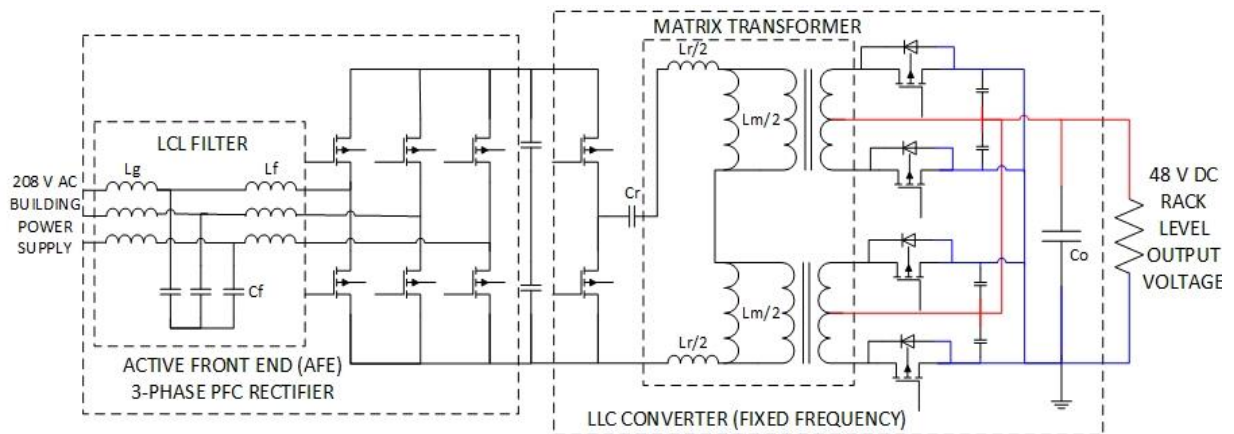 MATRIX TRANSFORMER
Lr/2
LCL FILTER
Lg
Lf
Lm/2
208 V AC
BUILDING
POWER
SUPPLY
Cr
48 V DC
RACK
LEVEL
OUTPUT
VOLTAGE
Co
Cf
Lm/2
Lr/2
ACTIVE FRONT END (AFE)
3-PHASE PFC RECTIFIER
LLC CONVERTER (FIXED FREQUENCY)